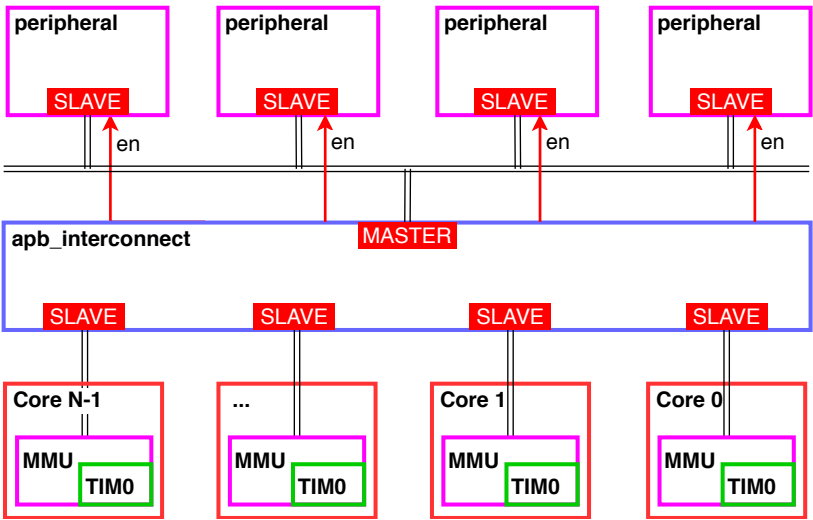 peripheral peripheral peripheral peripheral
SLAVE SLAVE SLAVE SLAVE
en en en en
apb_interconnect MASTER
SLAVE SLAVE SLAVE SLAVE
Core N-1 ... Core 1 Core 0
MMU MMU MMU MMU
TIM0 TIM0 TIM0 TIM0